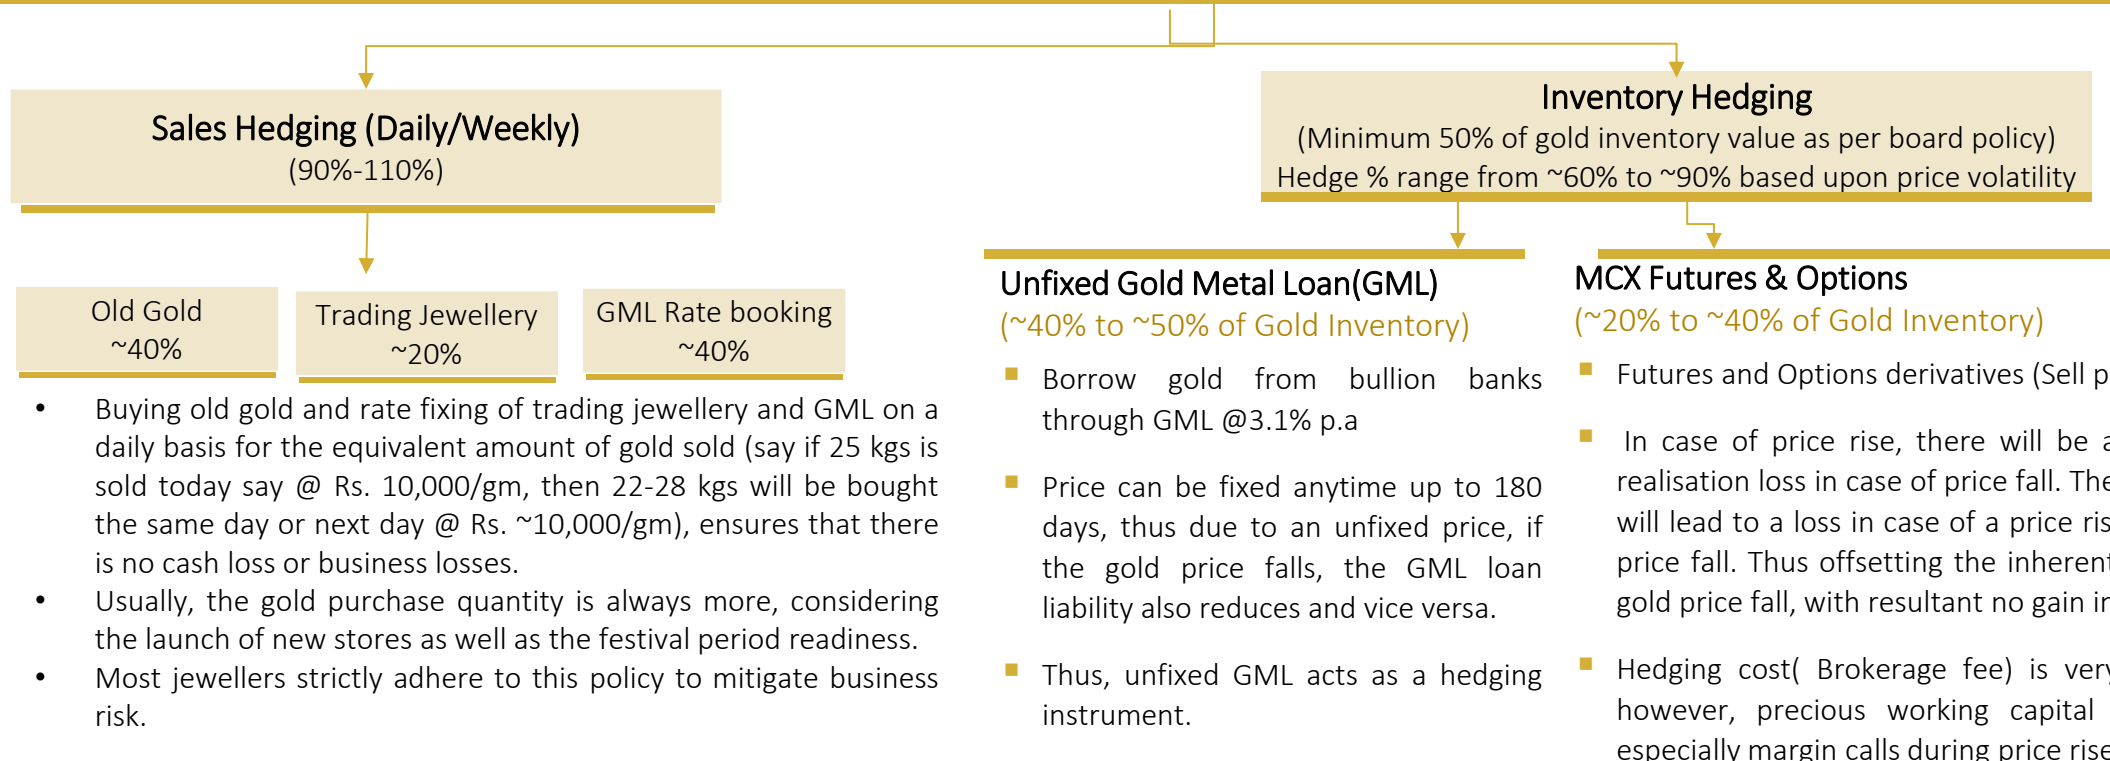 Sales Hedging (Daily/Weekly)
(90%-110%)
Old Gold
~40%
Trading Jewellery
~20%
GML Rate booking
~40%
• Buying old gold and rate fixing of trading jewellery and GML on a
daily basis for the equivalent amount of gold sold (say if 25 kgs is
sold today say @ Rs. 10,000/gm, then 22-28 kgs will be bought
the same day or next day @ Rs. ~10,000/gm), ensures that there
is no cash loss or business losses.
• Usually, the gold purchase quantity is always more, considering
the launch of new stores as well as the festival period readiness.
• Most jewellers strictly adhere to this policy to mitigate business
risk.
Inventory Hedging
(Minimum 50% of gold inventory value as per board policy)
Hedge % range from ~60% to ~90% based upon price volatility
Unfixed Gold Metal Loan(GML)
(~40% to ~50% of Gold Inventory)
▪ Borrow gold from bullion banks
through GML @3.1% p.a
▪ Price can be fixed anytime up to 180
days, thus due to an unfixed price, if
the gold price falls, the GML loan
liability also reduces and vice versa.
▪ Thus, unfixed GML acts as a hedging
instrument.
MCX Futures & Options
(~20% to ~40% of Gold Inventory)
▪ Futures and Options derivatives (Sell
▪ In case of price rise, there will be
realisation loss in case of price fall.
will lead to a loss in case of a price
price fall. Thus offsetting the inherent
gold price fall, with resultant no gain
▪ Hedging cost( Brokerage fee) is very
however, precious working capital
especially margin calls during price rise